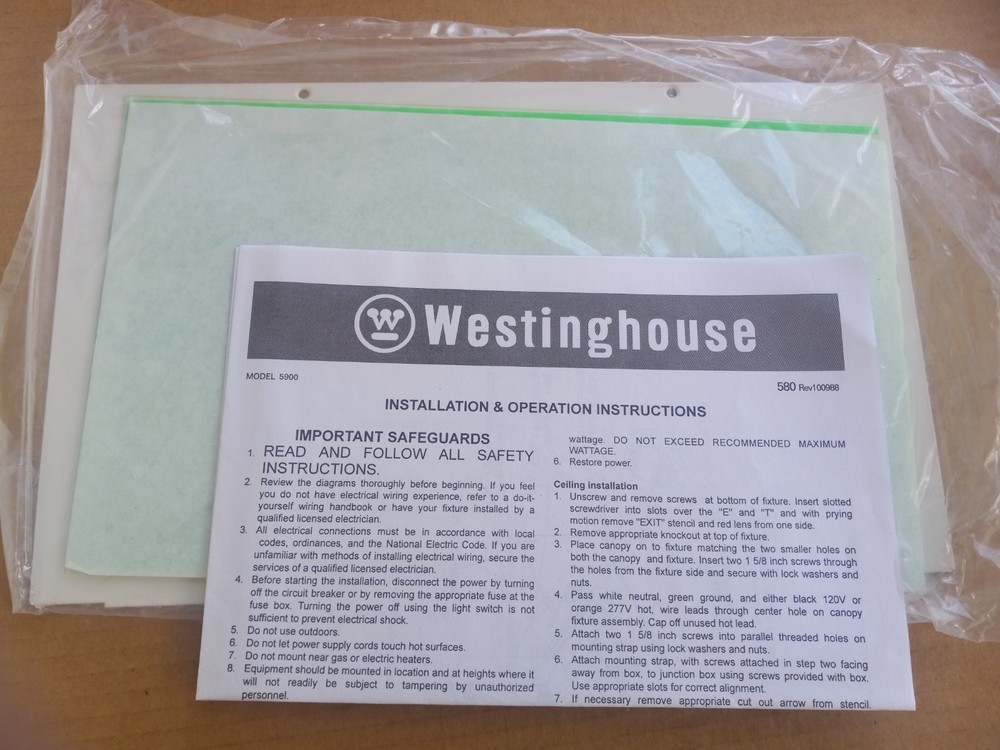 W Westinghouse
MODEL 5900
580 Rev100988
INSTALLATION & OPERATION INSTRUCTIONS
IMPORTANT SAFEGUARDS
1. READ AND FOLLOW ALL SAFETY
INSTRUCTIONS.
2. Review the diagrams thoroughly before beginning. If you feel
you do not have electrical wiring experience, refer to a do-it-
yourself wiring handbook or have your fixture installed by a
qualified licensed electrician.
3. All electrical connections must be in accordance with local
codes, ordinances, and the National Electric Code. If you are
unfamiliar with methods of installing electrical wiring, secure the
services of a qualified licensed electrician.
4. Before starting the installation, disconnect the power by turning
off the circuit breaker or by removing the appropriate fuse at the
fuse box. Turning the power off using the light switch is not
sufficient to prevent electrical shock.
5. Do not use outdoors.
6. Do not let power supply cords touch hot surfaces.
7. Do not mount near gas or electric heaters.
8. Equipment should be mounted in location and at heights where it
will not readily be subject to tampering by unauthorized
personnel.
wattage. DO NOT EXCEED RECOMMENDED MAXIMUM
WATTAGE.
6. Restore power.
Ceiling installation
1. Unscrew and remove screws at bottom of fixture. Insert slotted
screwdriver into slots over the "E" and "T" and with prying
motion remove "EXIT" stencil and red lens from one side.
2. Remove appropriate knockout at top of fixture.
3. Place canopy on to fixture matching the two smaller holes on
both the canopy and fixture. Insert two 1 5/8 inch screws through
the holes from the fixture side and secure with lock washers and
nuts.
4. Pass white neutral, green ground, and either black 120V or
orange 277V hot, wire leads through center hole on canopy
fixture assembly. Cap off unused hot lead.
5. Attach two 1 5/8 inch screws into parallel threaded holes on
mounting strap using lock washers and nuts.
6. Attach mounting strap, with screws attached in step two facing
away from box, to junction box using screws provided with box.
Use appropriate slots for correct alignment.
7. If necessary remove appropriate cut out arrow from stencil.